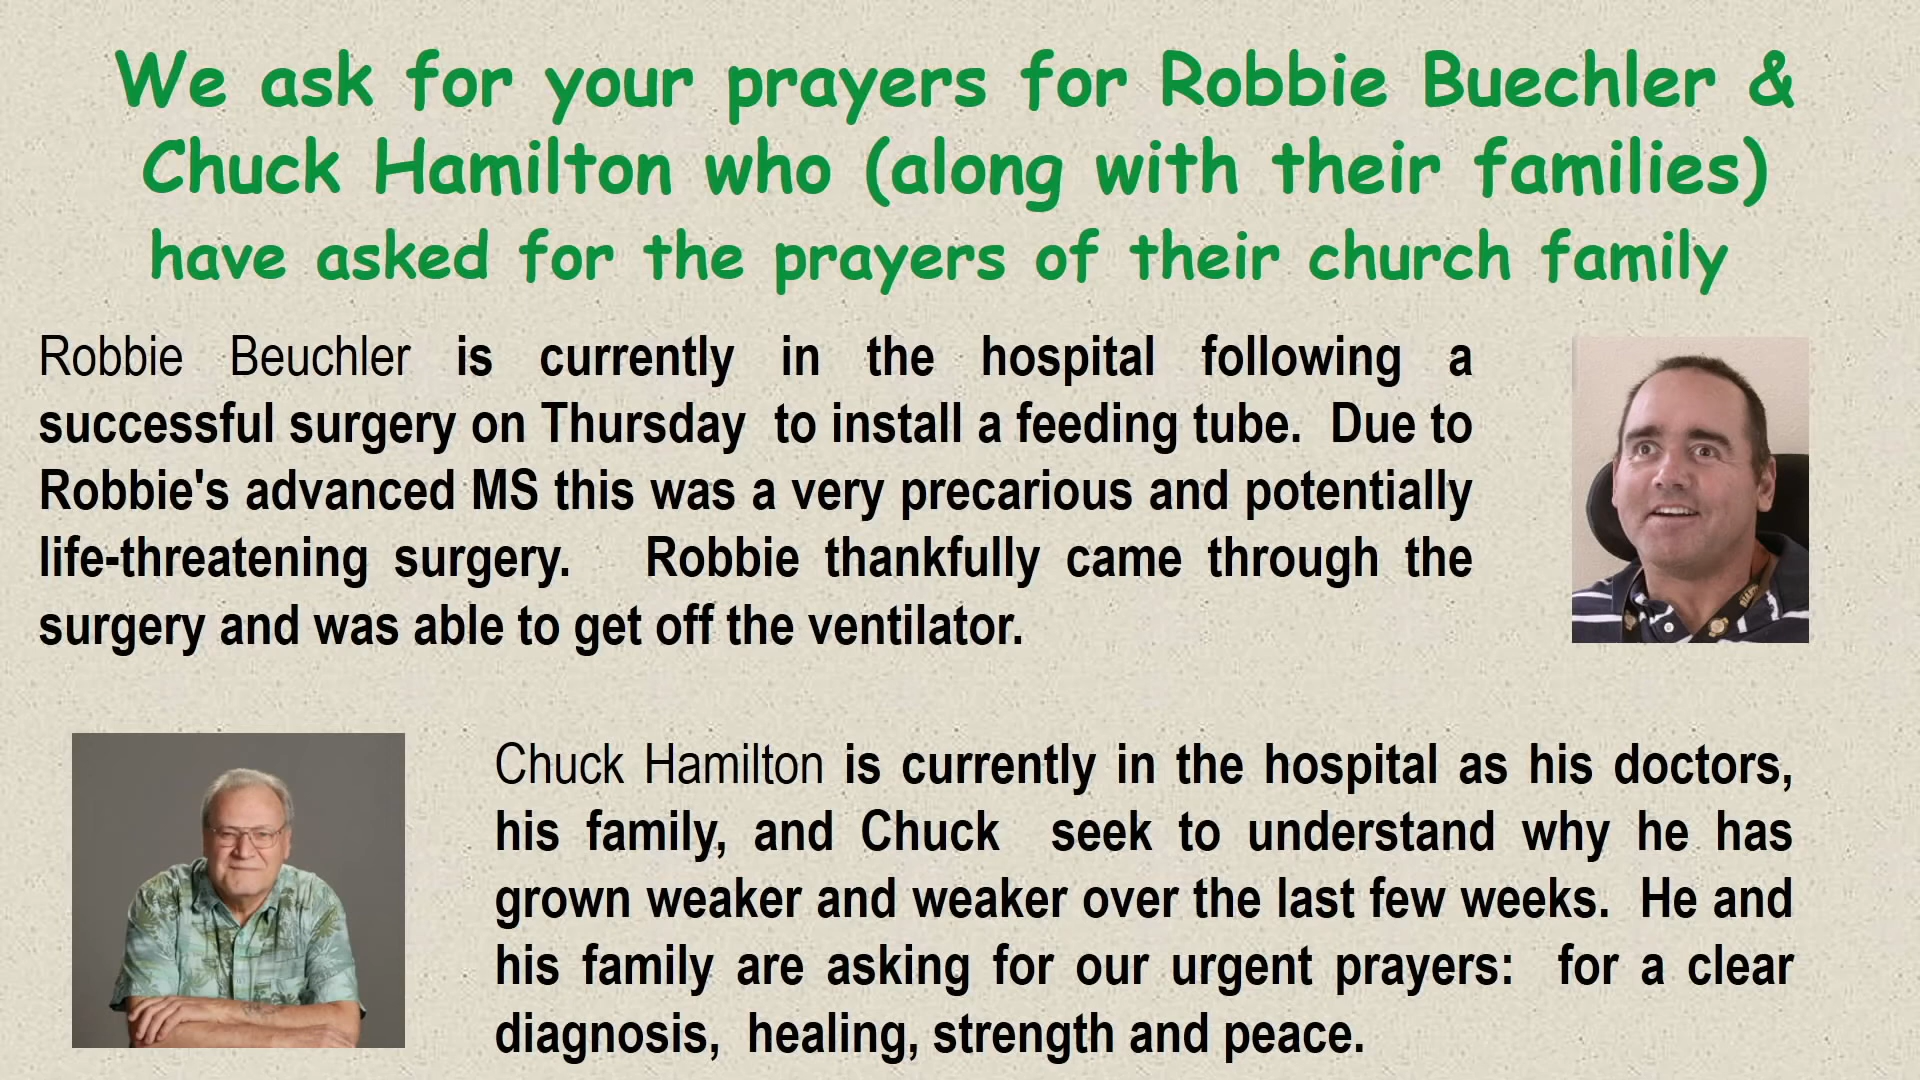 We ask for your prayers for Robbie Buechler &
Chuck Hamilton who (along with their families)
have asked for the prayers of their church family
Robbie Beuchler is currently in the hospital following a
successful surgery on Thursday to install a feeding tube. Due to
Robbie's advanced MS this was a very precarious and potentially
life-threatening surgery. Robbie thankfully came through the
surgery and was able to get off the ventilator.
Chuck Hamilton is currently in the hospital as his doctors,
his family, and Chuck seek to understand why he has
grown weaker and weaker over the last few weeks. He and
his family are asking for our urgent prayers: for a clear
diagnosis, healing, strength and peace.